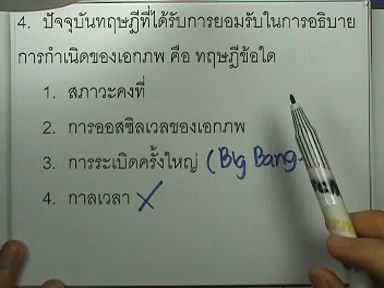 4. ปัจจุบันทฤษฎีที่ได้รับการยอมรับในการอธิบาย
การกำเนิดของเอกภพ คือ ทฤษฎีข้อใด
1. สภาวะคงที่
2. การออสซิลเวลของเอกภพ
3. การระเบิดครั้งใหญ่ (Big Bang
4. กาลเวลา X